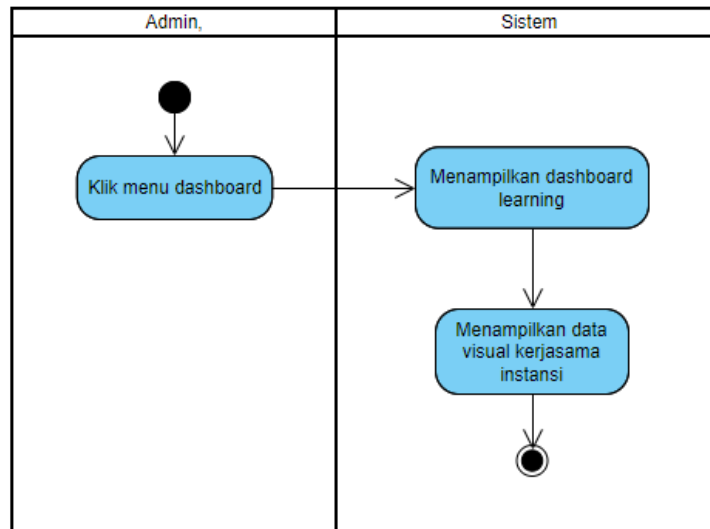 Admin,
Sistem
Klik menu dashboard
Menampilkan dashboard
learning
Menampilkan data
visual kerjasama
instansi